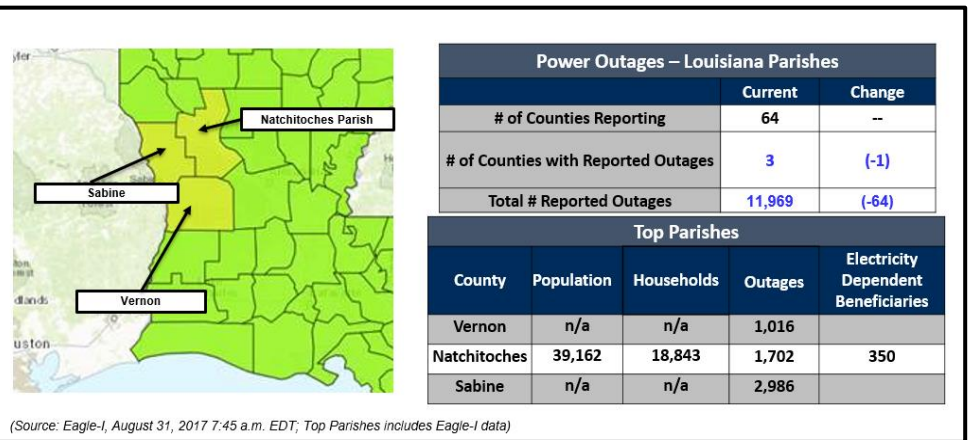 yler
Natchitoches Parish
Sabine
Vernon
dlands
uston
Power Outages – Louisiana Parishes
Current Change
# of Counties Reporting 64 --
# of Counties with Reported Outages 3 (-1)
Total # Reported Outages 11,969 (-64)
Top Parishes
County Population Households Outages Electricity Dependent Beneficiaries
Vernon n/a n/a 1,016
Natchitoches 39,162 18,843 1,702 350
Sabine n/a n/a 2,986
(Source: Eagle-I, August 31, 2017 7:45 a.m. EDT; Top Parishes includes Eagle-I data)